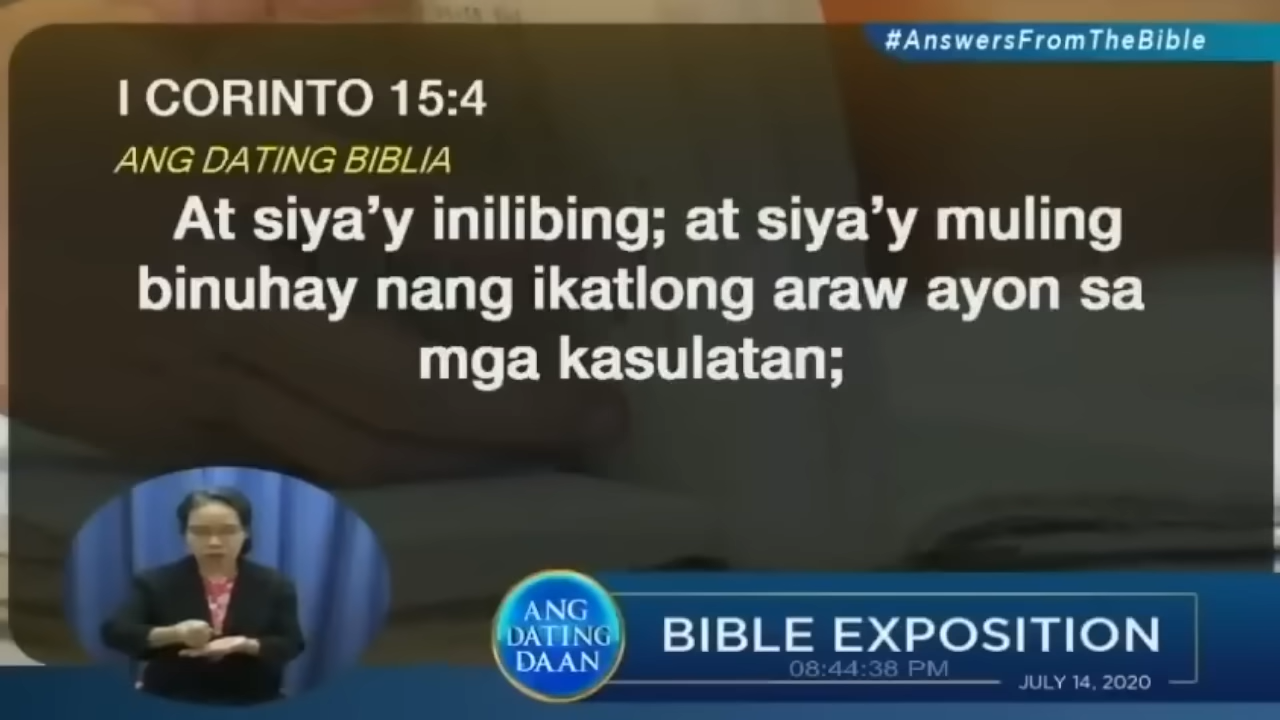 #AnswersFromTheBible
I CORINTO 15:4
ANG DATING BIBLIA
At siya’y inilibing; at siya’y muling
binuhay nang ikatlong araw ayon sa
mga kasulatan;
ANG
DATING
DAAN
BIBLE EXPOSITION
08:44:38 PM
JULY 14, 2020